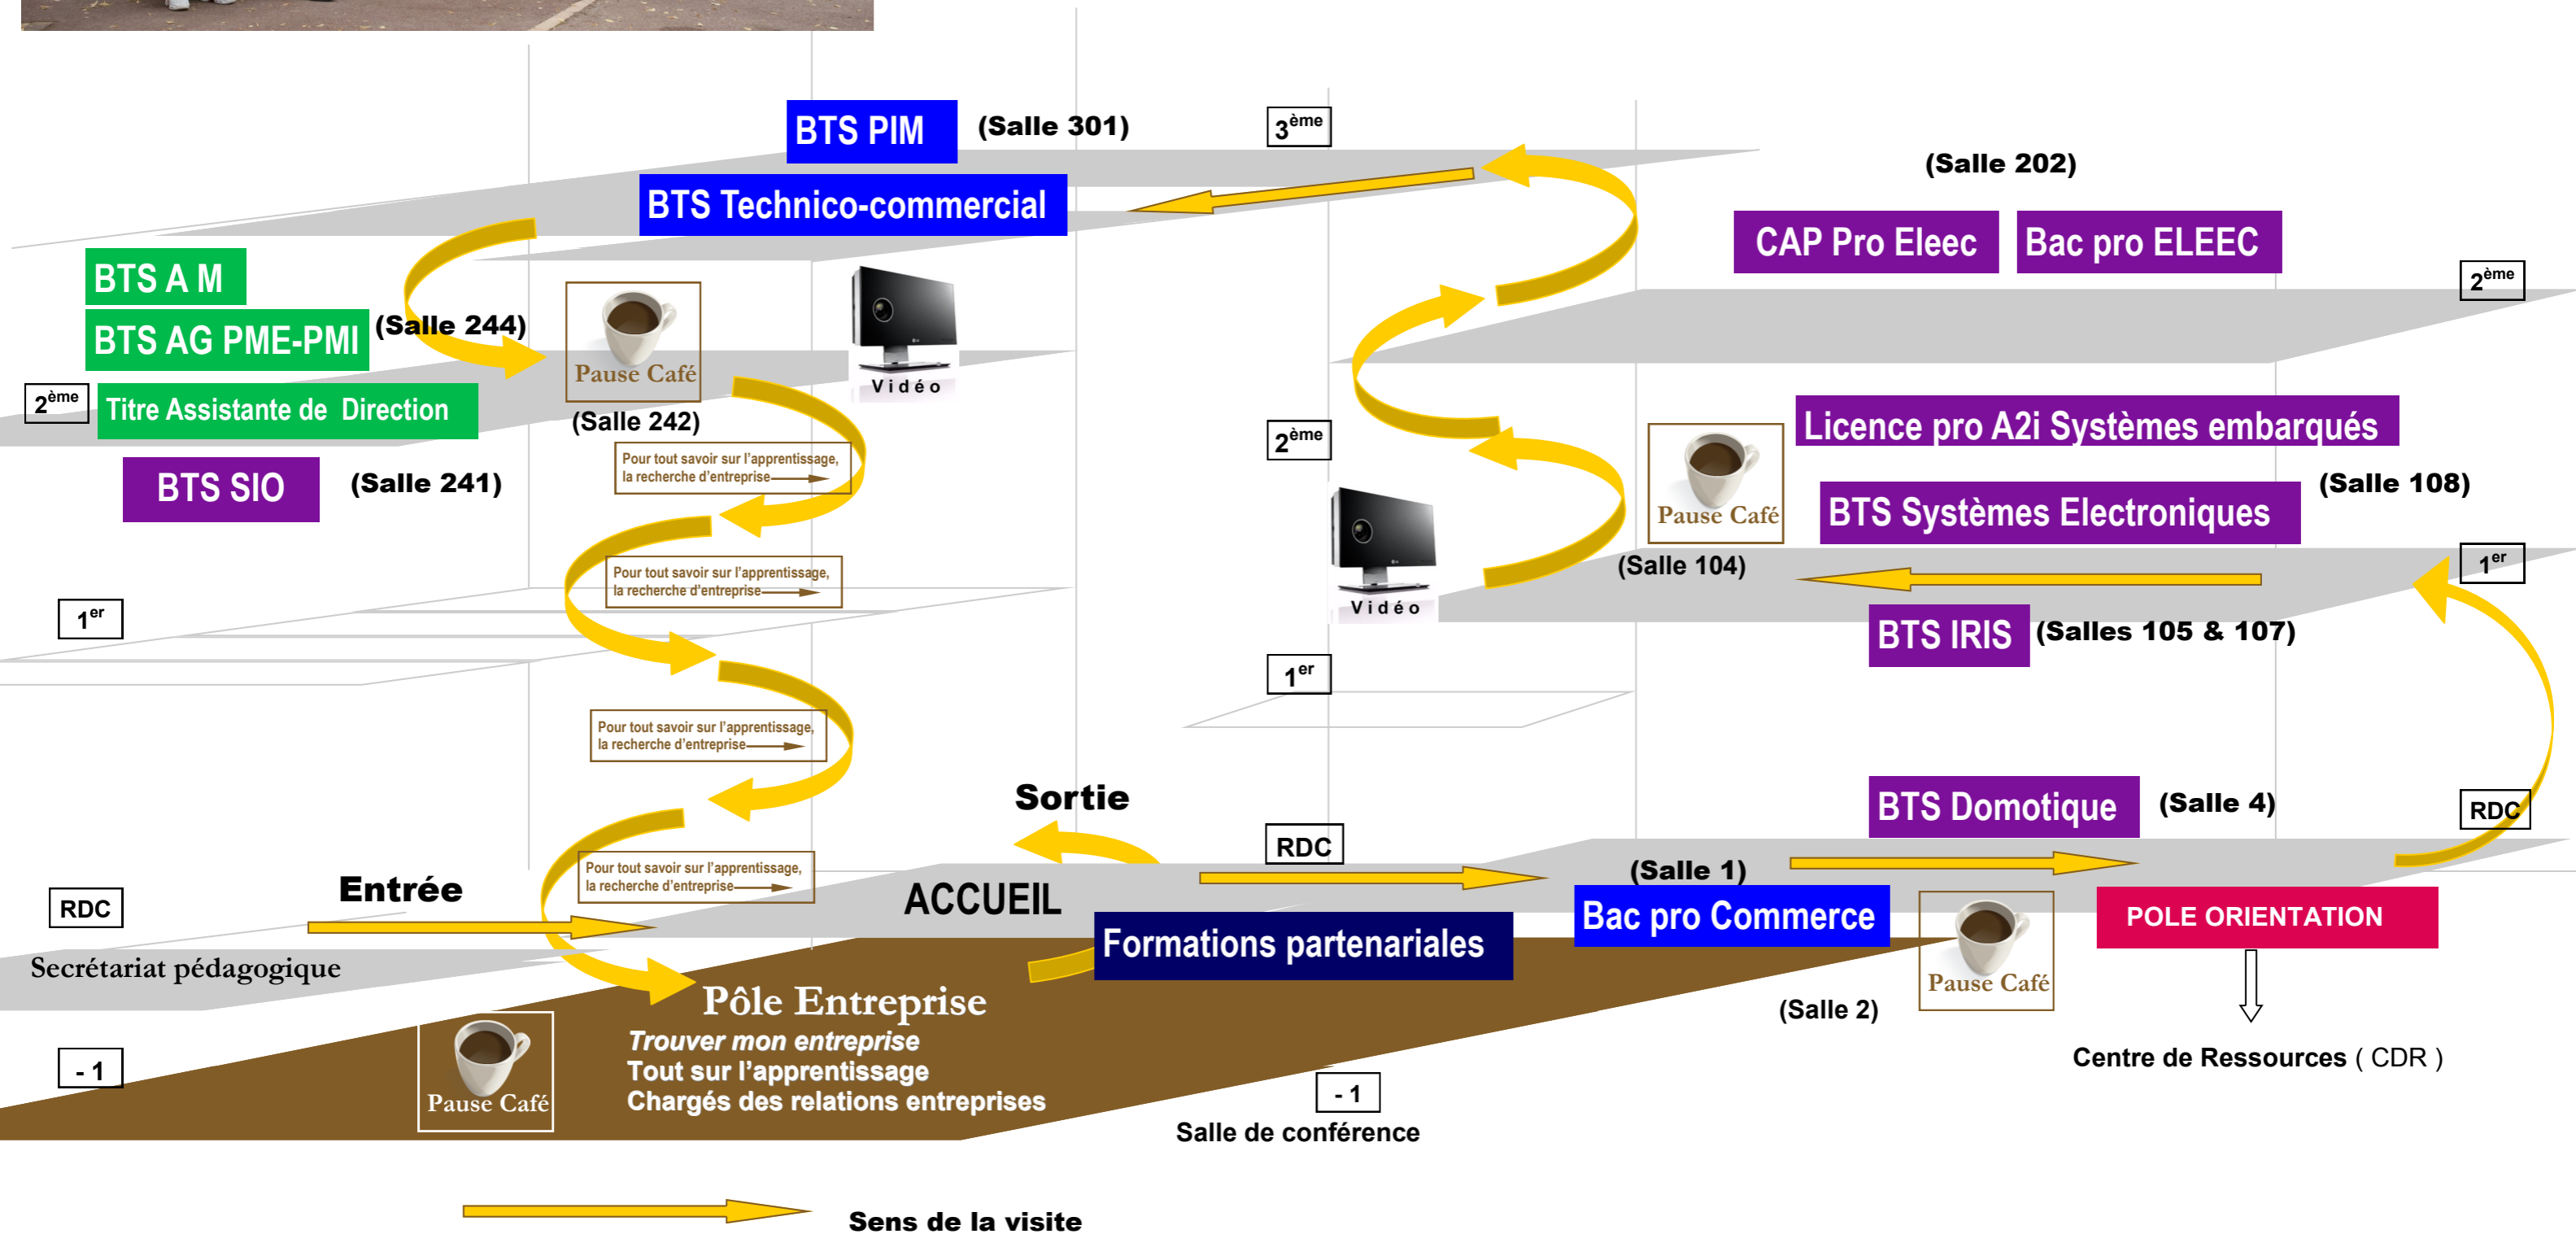 BTS PIM
(Salle 301)
3ème
(Salle 202)
BTS Technico-commercial
CAP Pro Eleec
Bac pro ELEEC
BTS A M
2ème
BTS AG PME-PMI
(Salle 244)
Pause Café
Vidéo
2ème
Titre Assistante de Direction
(Salle 242)
Licence pro A2i Systèmes embarqués
2ème
Pour tout savoir sur l'apprentissage,
la recherche d'entreprise
BTS SIO
(Salle 241)
(Salle 108)
Pause Café
BTS Systèmes Electroniques
(Salle 104)
1er
Pour tout savoir sur l'apprentissage,
la recherche d'entreprise
Vidéo
1er
BTS IRIS
(Salles 105 & 107)
1er
Pour tout savoir sur l'apprentissage,
la recherche d'entreprise
Sortie
BTS Domotique
(Salle 4)
RDC
RDC
Pour tout savoir sur l'apprentissage,
la recherche d'entreprise
(Salle 1)
Entrée
ACCUEIL
RDC
Bac pro Commerce
POLE ORIENTATION
Formations partenariales
Secrétariat pédagogique
Pause Café
Pôle Entreprise
(Salle 2)
Trouver mon entreprise
Centre de Ressources ( CDR )
- 1
Tout sur l'apprentissage
Pause Café
Chargés des relations entreprises
- 1
Salle de conférence
Sens de la visite